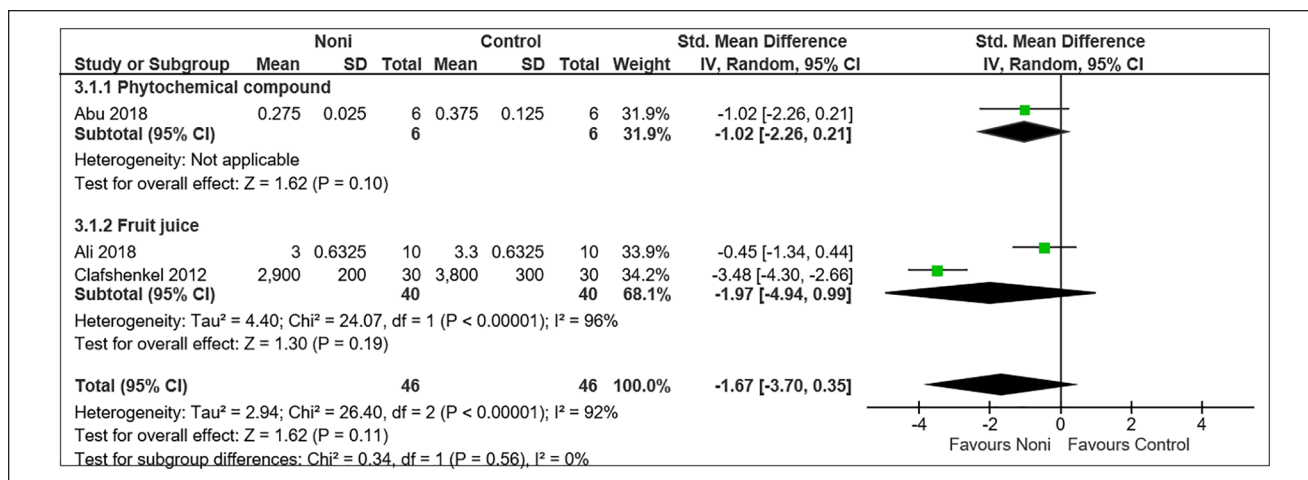 Noni Control Std. Mean Difference Std. Mean Difference
Study or Subgroup Mean SD Total Mean SD Total Weight IV, Random, 95% CI IV, Random, 95% CI
3.1.1 Phytochemical compound
Abu 2018 0.275 0.025 6 0.375 0.125 6 31.9% -1.02 [-2.26, 0.21]
Subtotal (95% CI) 6 6 31.9% -1.02 [-2.26, 0.21]
Heterogeneity: Not applicable
Test for overall effect: Z = 1.62 (P = 0.10)
3.1.2 Fruit juice
Ali 2018 3 0.6325 10 3.3 0.6325 10 33.9% -0.45 [-1.34, 0.44]
Clafshenkel 2012 2,900 200 30 3,800 300 30 34.2% -3.48 [-4.30, -2.66]
Subtotal (95% CI) 40 40 68.1% -1.97 [-4.94, 0.99]
Heterogeneity: Tau² = 4.40; Chi² = 24.07, df = 1 (P < 0.00001); I² = 96%
Test for overall effect: Z = 1.30 (P = 0.19)
Total (95% CI) 46 46 100.0% -1.67 [-3.70, 0.35]
Heterogeneity: Tau² = 2.94; Chi² = 26.40, df = 2 (P < 0.00001); I² = 92%
Test for overall effect: Z = 1.62 (P = 0.11)
Test for subgroup differences: Chi² = 0.34, df = 1 (P = 0.56), I² = 0%
-4 -2 0 2 4
Favours Noni Favours Control